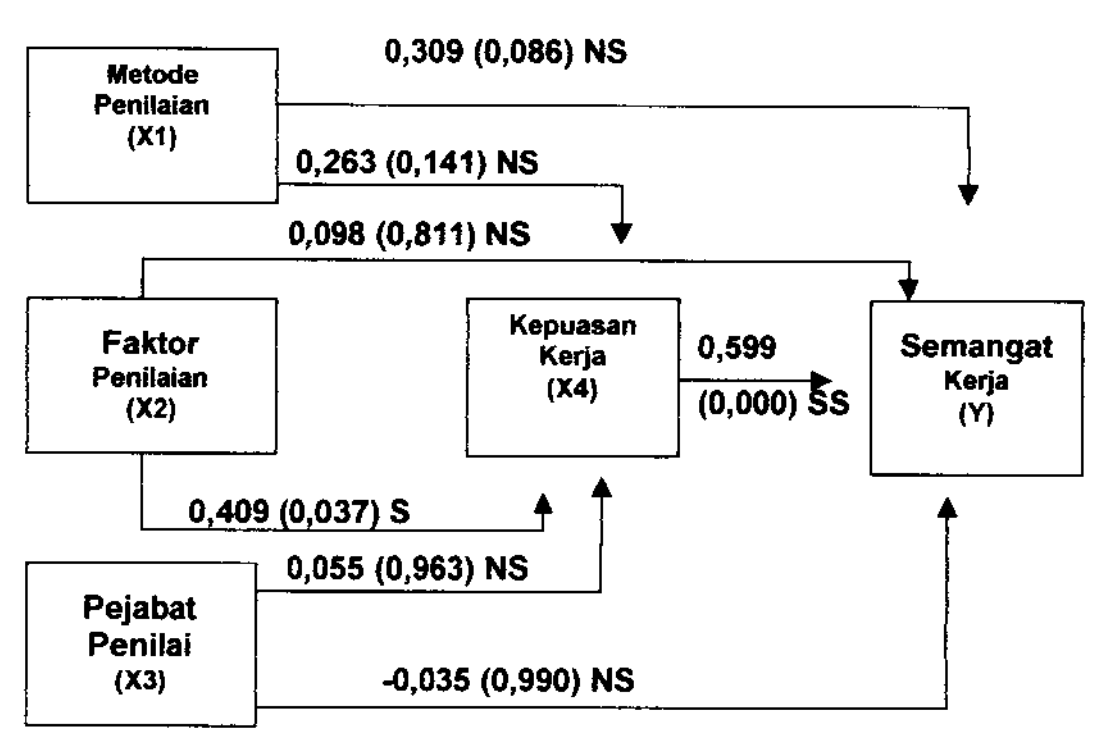 0,309 (0,086) NS
Metode
Penilaian
(X1)
0,263 (0,141) NS
0,098 (0,811) NS
Faktor
Penilaian
(X2)
Kepuasan
Kerja
(X4)
0,599
(0,000) SS
Semangat
Kerja
(Y)
0,409 (0,037) S
0,055 (0,963) NS
Pejabat
Penilai
(X3)
-0,035 (0,990) NS